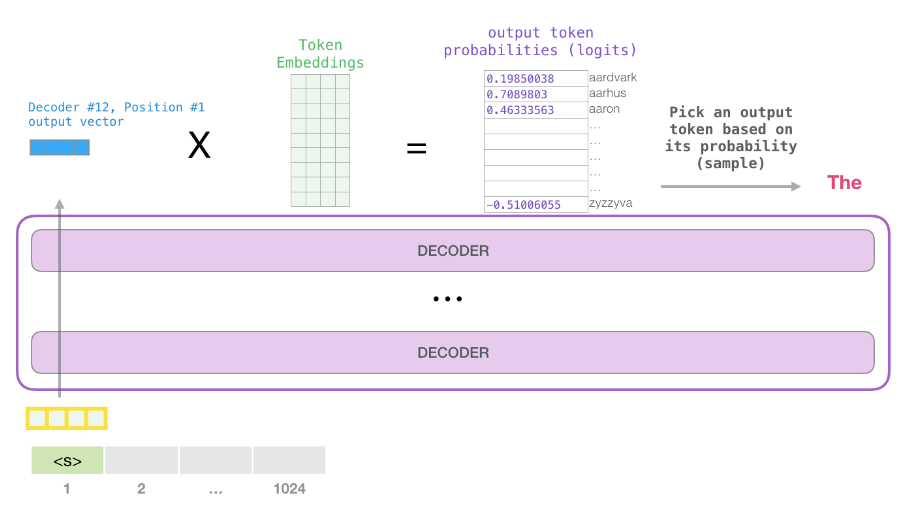 output token
probabilities (logits)
Token
Embeddings
Decoder #12, Position #1
output vector
X
=
0.19850038 aardvark
0.7089803 aarhus
0.46333563 aaron
...
...
...
...
...
−0.51006055 zyzzyva
Pick an output
token based on
its probability
(sample)
The
DECODER
...
DECODER
<s>
1 2 ... 1024